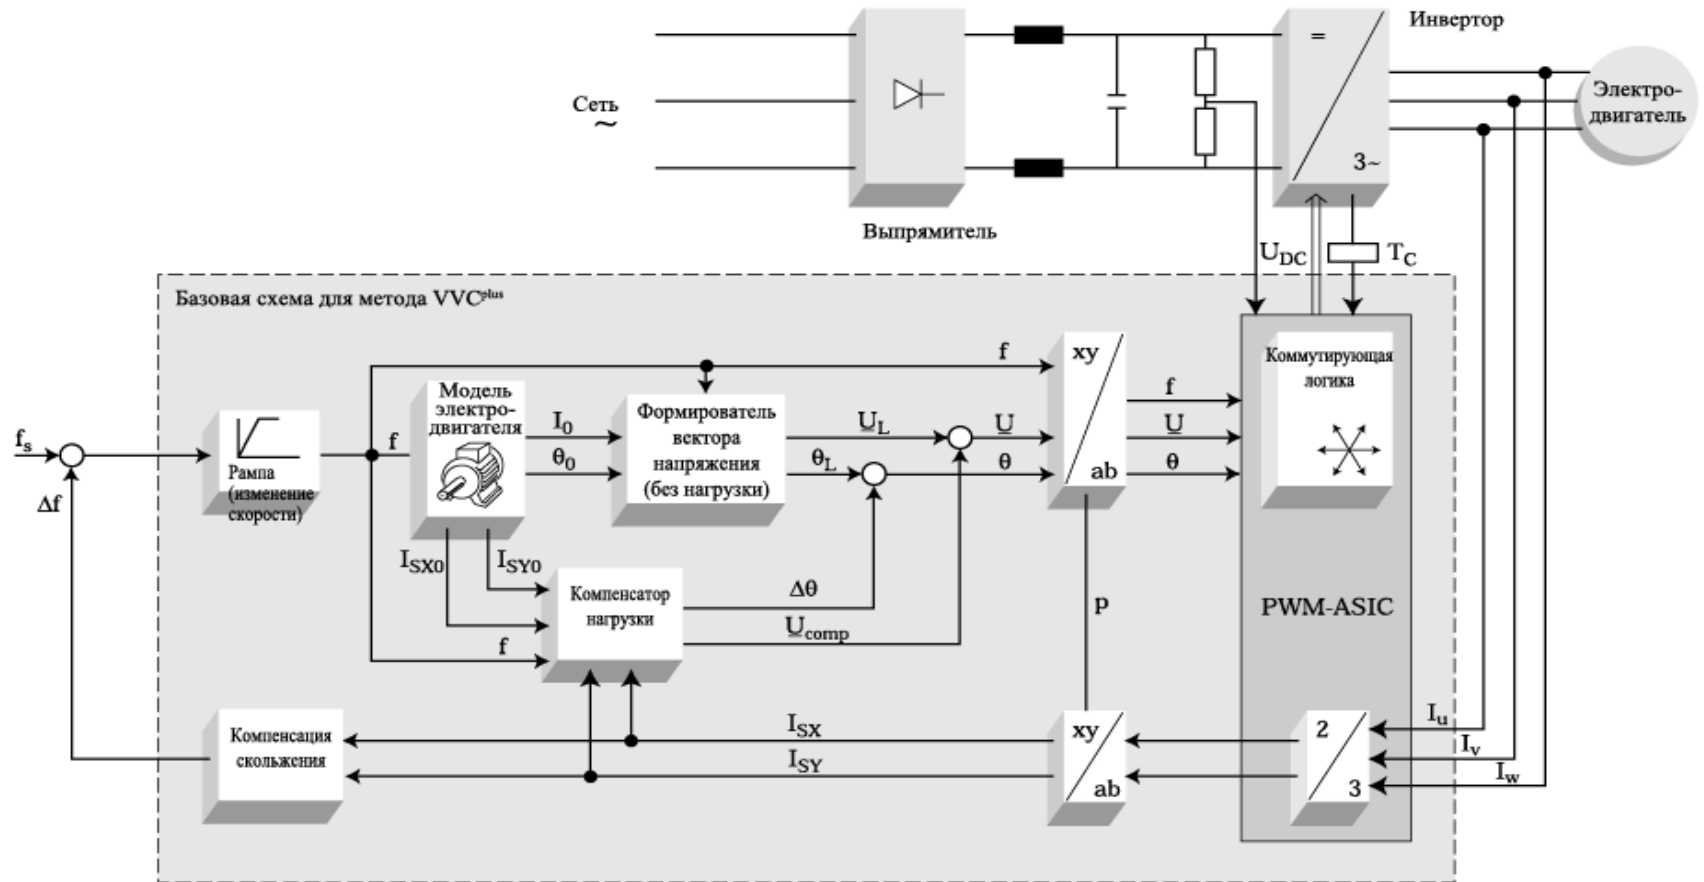 Инвертор
=
Электро-
двигатель
Сеть
~
3~
Выпрямитель
U_DC
T_C
Базовая схема для метода VVC^plus
f
xy
Коммутирующая
логика
Модель
электро-
двигателя
f
Формирователь
вектора
напряжения
(без нагрузки)
I_0
U_L
U
U
f_s
f
θ_0
θ_L
θ
ab
θ
Рампа
(изменение
скорости)
Δf
I_SX0
I_SY0
Компенсатор
нагрузки
Δθ
p
PWM-ASIC
U_comp
f
Компенсация
скольжения
I_SX
xy
2
I_u
I_v
I_SY
ab
3
I_w